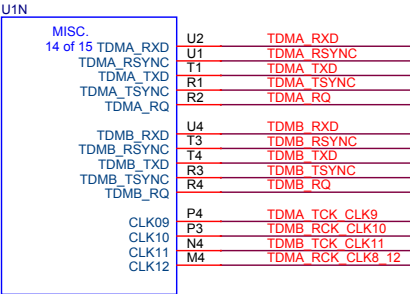 U1N
MISC.
14 of 15
TDMA_RXD U2 TDMA_RXD
TDMA_RSYNC U1 TDMA_RSYNC
TDMA_TXD T1 TDMA_TXD
TDMA_TSYNC R1 TDMA_TSYNC
TDMA_RQ R2 TDMA_RQ
TDMB_RXD U4 TDMB_RXD
TDMB_RSYNC T3 TDMB_RSYNC
TDMB_TXD T4 TDMB_TXD
TDMB_TSYNC R3 TDMB_TSYNC
TDMB_RQ R4 TDMB_RQ
CLK09 P4 TDMA_TCK_CLK9
CLK10 P3 TDMB_RCK_CLK10
CLK11 N4 TDMB_TCK_CLK11
CLK12 M4 TDMA_RCK_CLK8_12